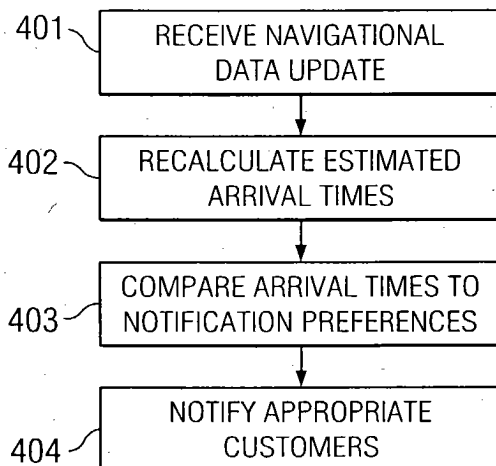 401
RECEIVE NAVIGATIONAL
DATA UPDATE
402
RECALCULATE ESTIMATED
ARRIVAL TIMES
403
COMPARE ARRIVAL TIMES TO
NOTIFICATION PREFERENCES
404
NOTIFY APPROPRIATE
CUSTOMERS